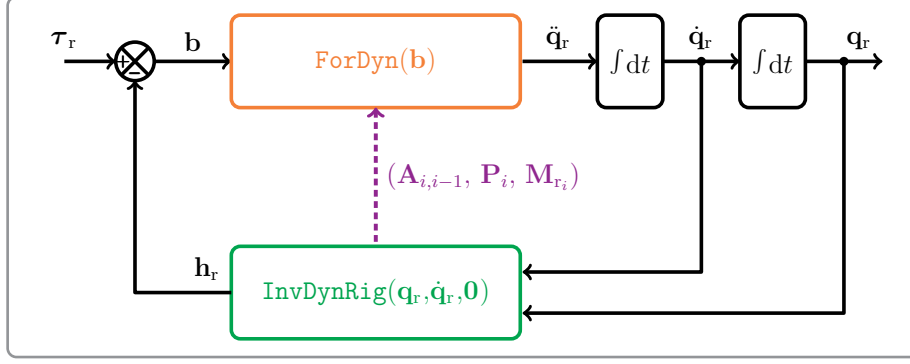 τr b ForDyn(b) q̈r ∫dt q̇r ∫dt qr
+
−
(Ai,i−1, Pi, Mri)
hr InvDynRig(qr,q̇r,0)